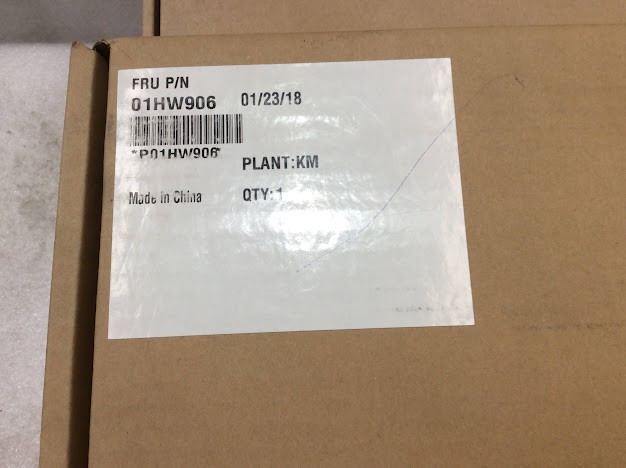 FRU P/N
01HW906 01/23/18
*P01HW906*
PLANT:KM
Made in China QTY:1